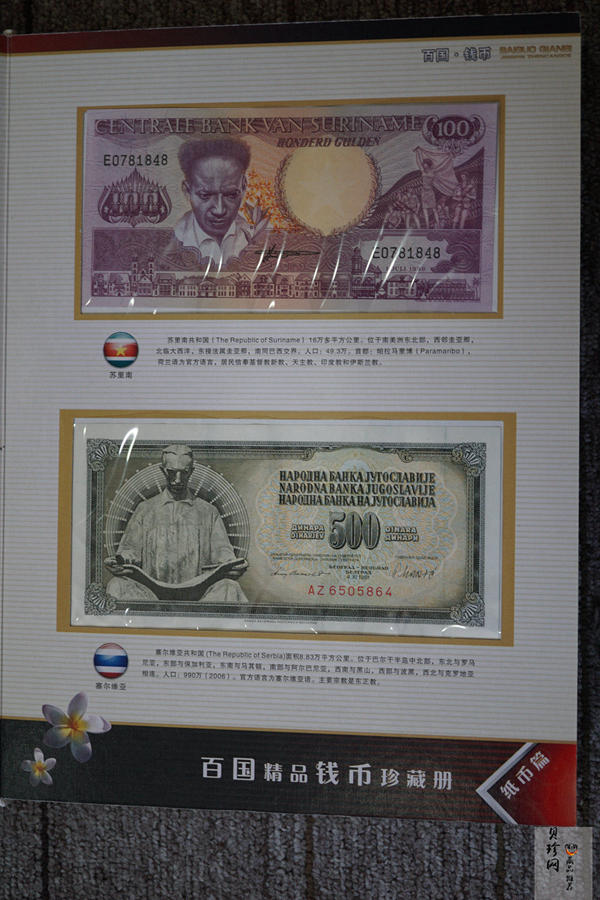 百国·钱币
CENTRALE BANK VAN SURINAME
100
HONDERD GULDEN
E0781848
100
E0781848
苏里南共和国（The Republic of Suriname）16万多平方公里。位于南美洲东北部，西邻圭亚那，
北临大西洋，东接法属圭亚那，南同巴西交界。人口：49.3万。首都：帕拉马里博（Paramaribo），
荷兰语为官方语言，居民信奉基督教新教、天主教、印度教和伊斯兰教。
苏里南
НАРОДНА БАНКА ЈУГОСЛАВИЈЕ
NARODNA BANKA JUGOSLAVIJE
НАРОДНА БАНКА НА ЈУГОСЛАВИЈА
ДИНАРА
DINARJEV
500
DINARA
ДИНАРИ
БЕОГРАД - BEOGRAD
БЕЛГРАД
AZ 6505864
塞尔维亚共和国(The Republic of Serbia)面积8.83万平方公里。位于巴尔干半岛中北部，东北与罗马
尼亚，东部与保加利亚，东南与马其顿，南部与阿尔巴尼亚，西南与黑山，西部与波黑，西北与克罗地亚
相连。人口：990万（2006）。官方语言为塞尔维亚语。主要宗教是东正教。
塞尔维亚
百国精品钱币珍藏册
纸币篇
贝珍网